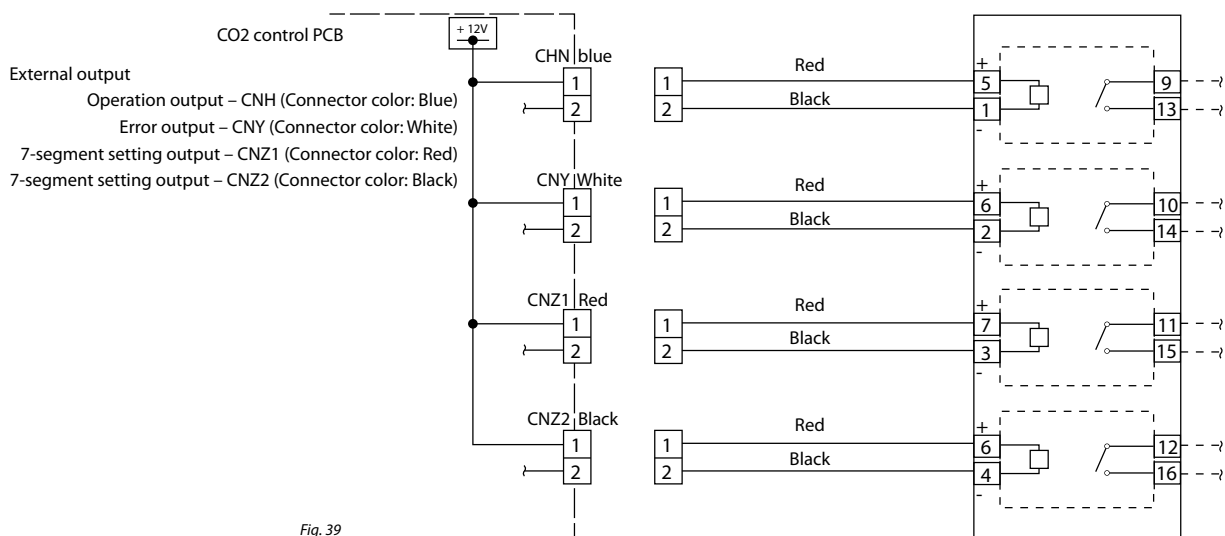 CO2 control PCB
+ 12V
External output
Operation output – CNH (Connector color: Blue)
Error output – CNY (Connector color: White)
7-segment setting output – CNZ1 (Connector color: Red)
7-segment setting output – CNZ2 (Connector color: Black)
CHN blue
1
2
1
2
Red
Black
+
5
1
-
9
13
CNY White
1
2
1
2
Red
Black
+
6
2
-
10
14
CNZ1 Red
1
2
1
2
Red
Black
+
7
3
-
11
15
CNZ2 Black
1
2
1
2
Red
Black
+
6
4
-
12
16
Fig. 39